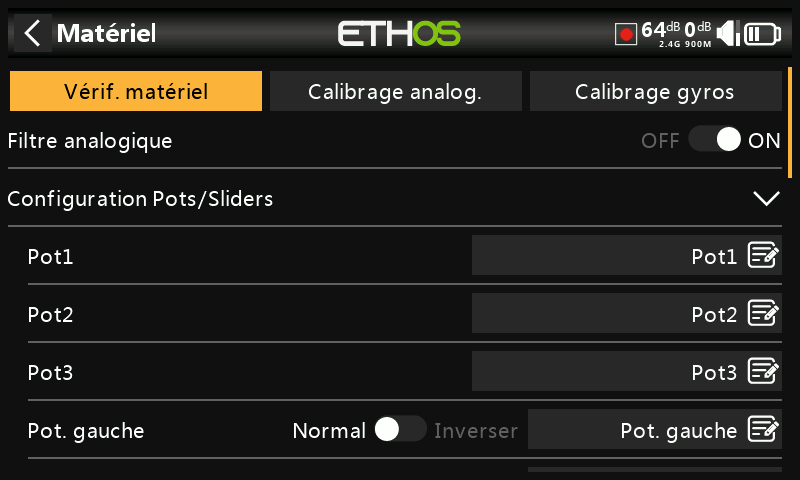 Matériel ETHOS 64dB 0dB
2.4G 900M
Vérif. matériel Calibrage analog. Calibrage gyros
Filtre analogique OFF ON
Configuration Pots/Sliders
Pot1 Pot1
Pot2 Pot2
Pot3 Pot3
Pot. gauche Normal Inverser Pot. gauche